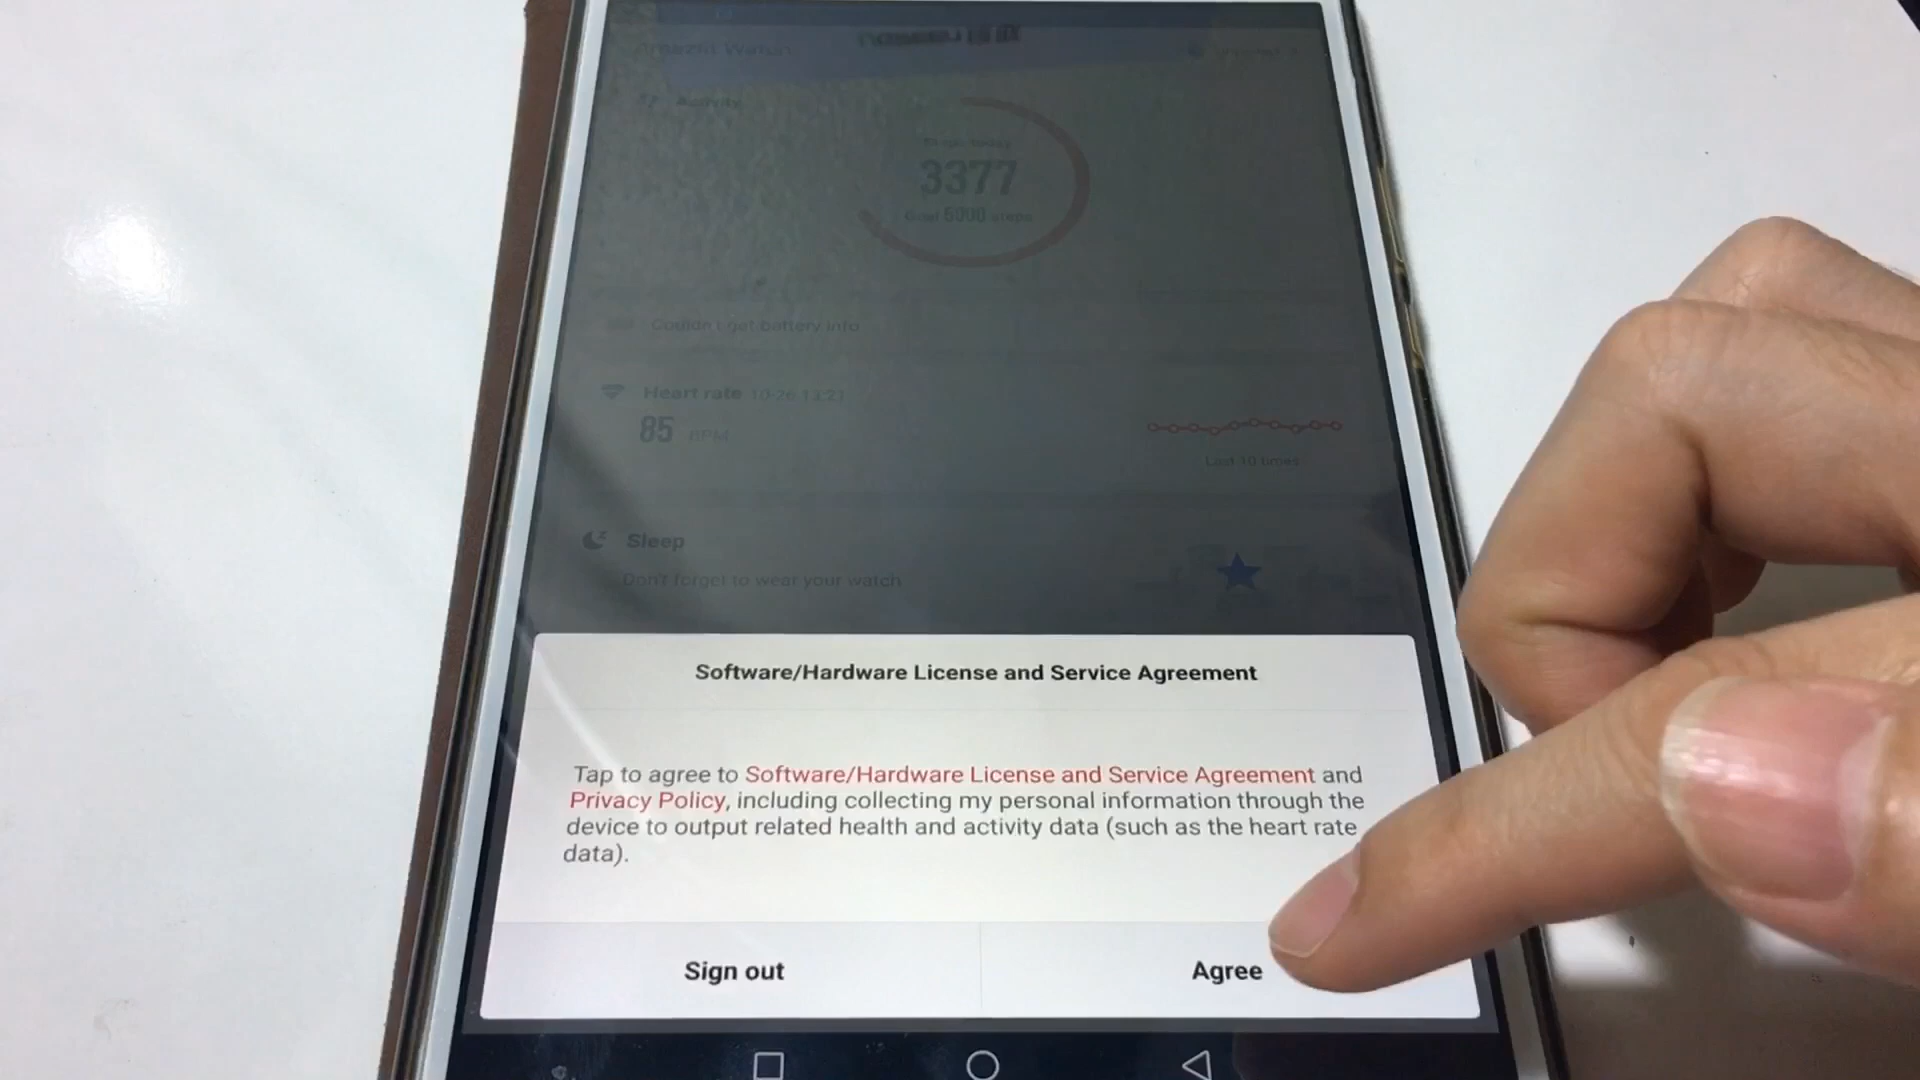 Amazfit Watch
Activity
Steps today
3377
Goal 5000 steps
Couldn't get battery info
Heart rate 10-26 13:21
85 BPM
Last 10 times
Sleep
Don't forget to wear your watch
Software/Hardware License and Service Agreement
Tap to agree to Software/Hardware License and Service Agreement and
Privacy Policy, including collecting my personal information through the
device to output related health and activity data (such as the heart rate
data).
Sign out
Agree